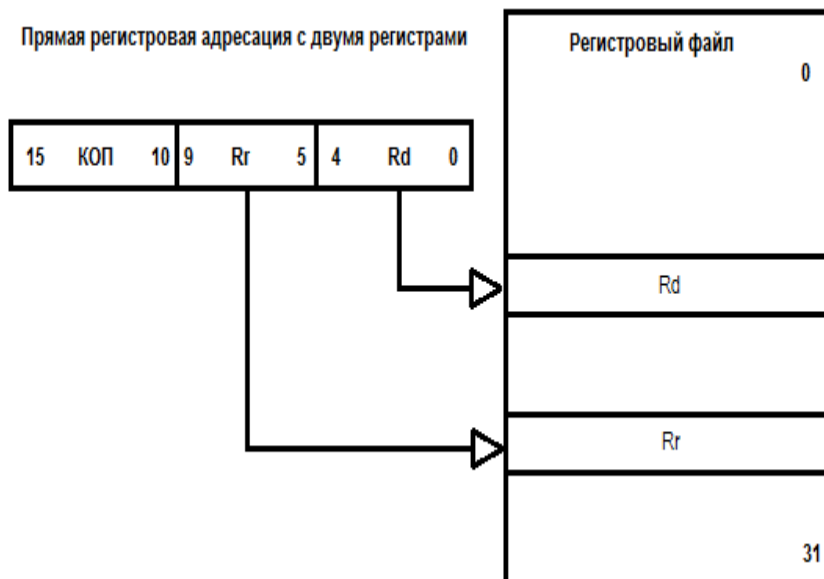 Прямая регистровая адресация с двумя регистрами
Регистровый файл
0
15 КОП 10 9 Rr 5 4 Rd 0
Rd
Rr
31